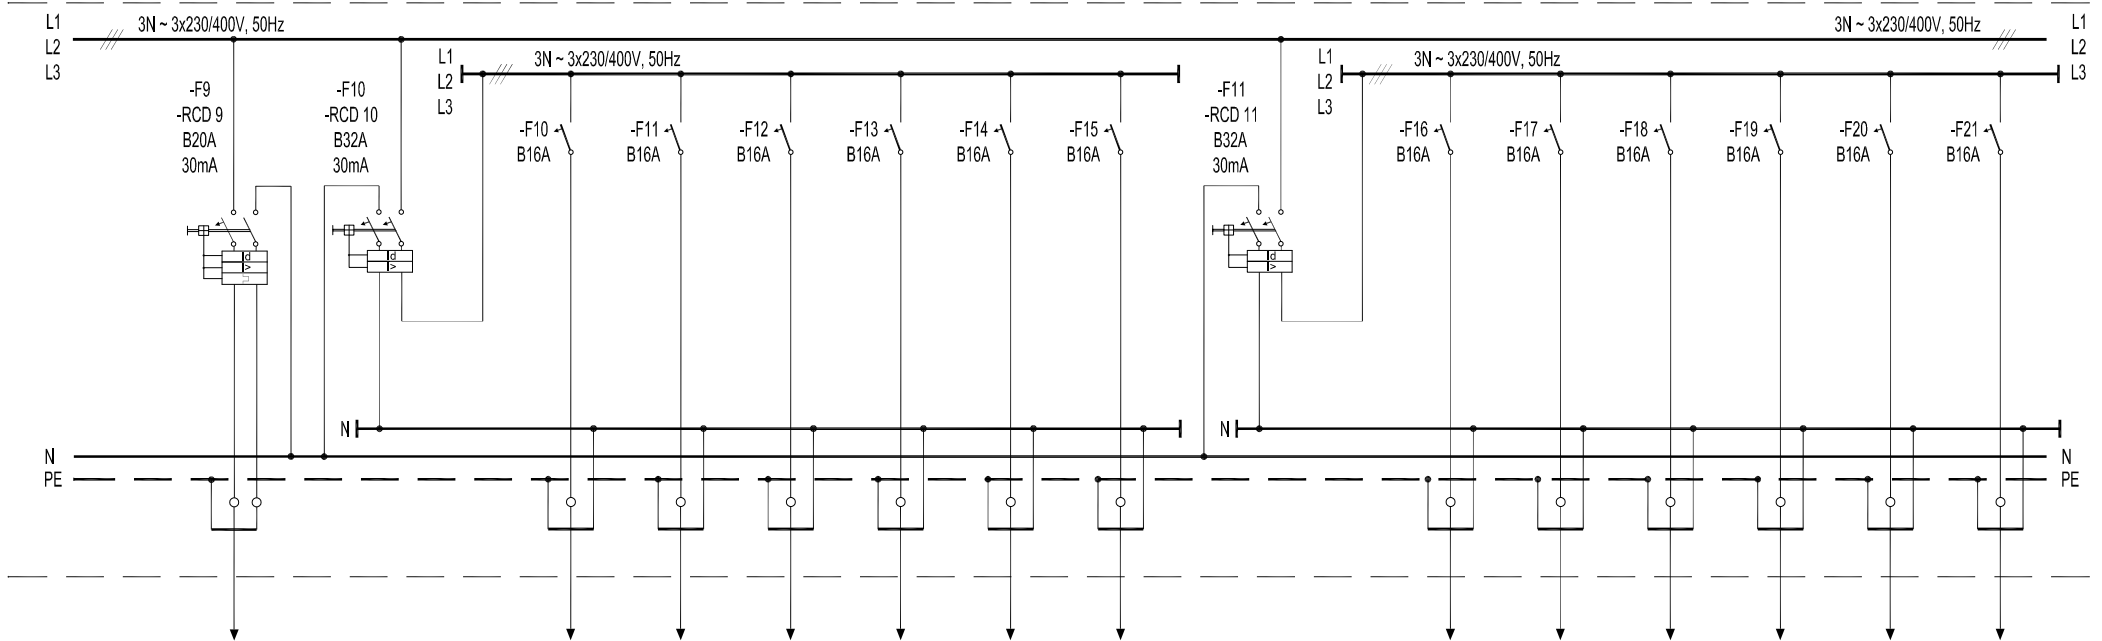 L1
L2
L3
3N ~ 3x230/400V, 50Hz
3N ~ 3x230/400V, 50Hz
L1
L2
L3
L1
L2
L3
3N ~ 3x230/400V, 50Hz
L1
L2
L3
3N ~ 3x230/400V, 50Hz
-F9
-RCD 9
B20A
30mA
-F10
-RCD 10
B32A
30mA
-F10
B16A
-F11
B16A
-F12
B16A
-F13
B16A
-F14
B16A
-F15
B16A
-F11
-RCD 11
B32A
30mA
-F16
B16A
-F17
B16A
-F18
B16A
-F19
B16A
-F20
B16A
-F21
B16A
d
>
d
>
d
>
N
N
N
PE
N
PE